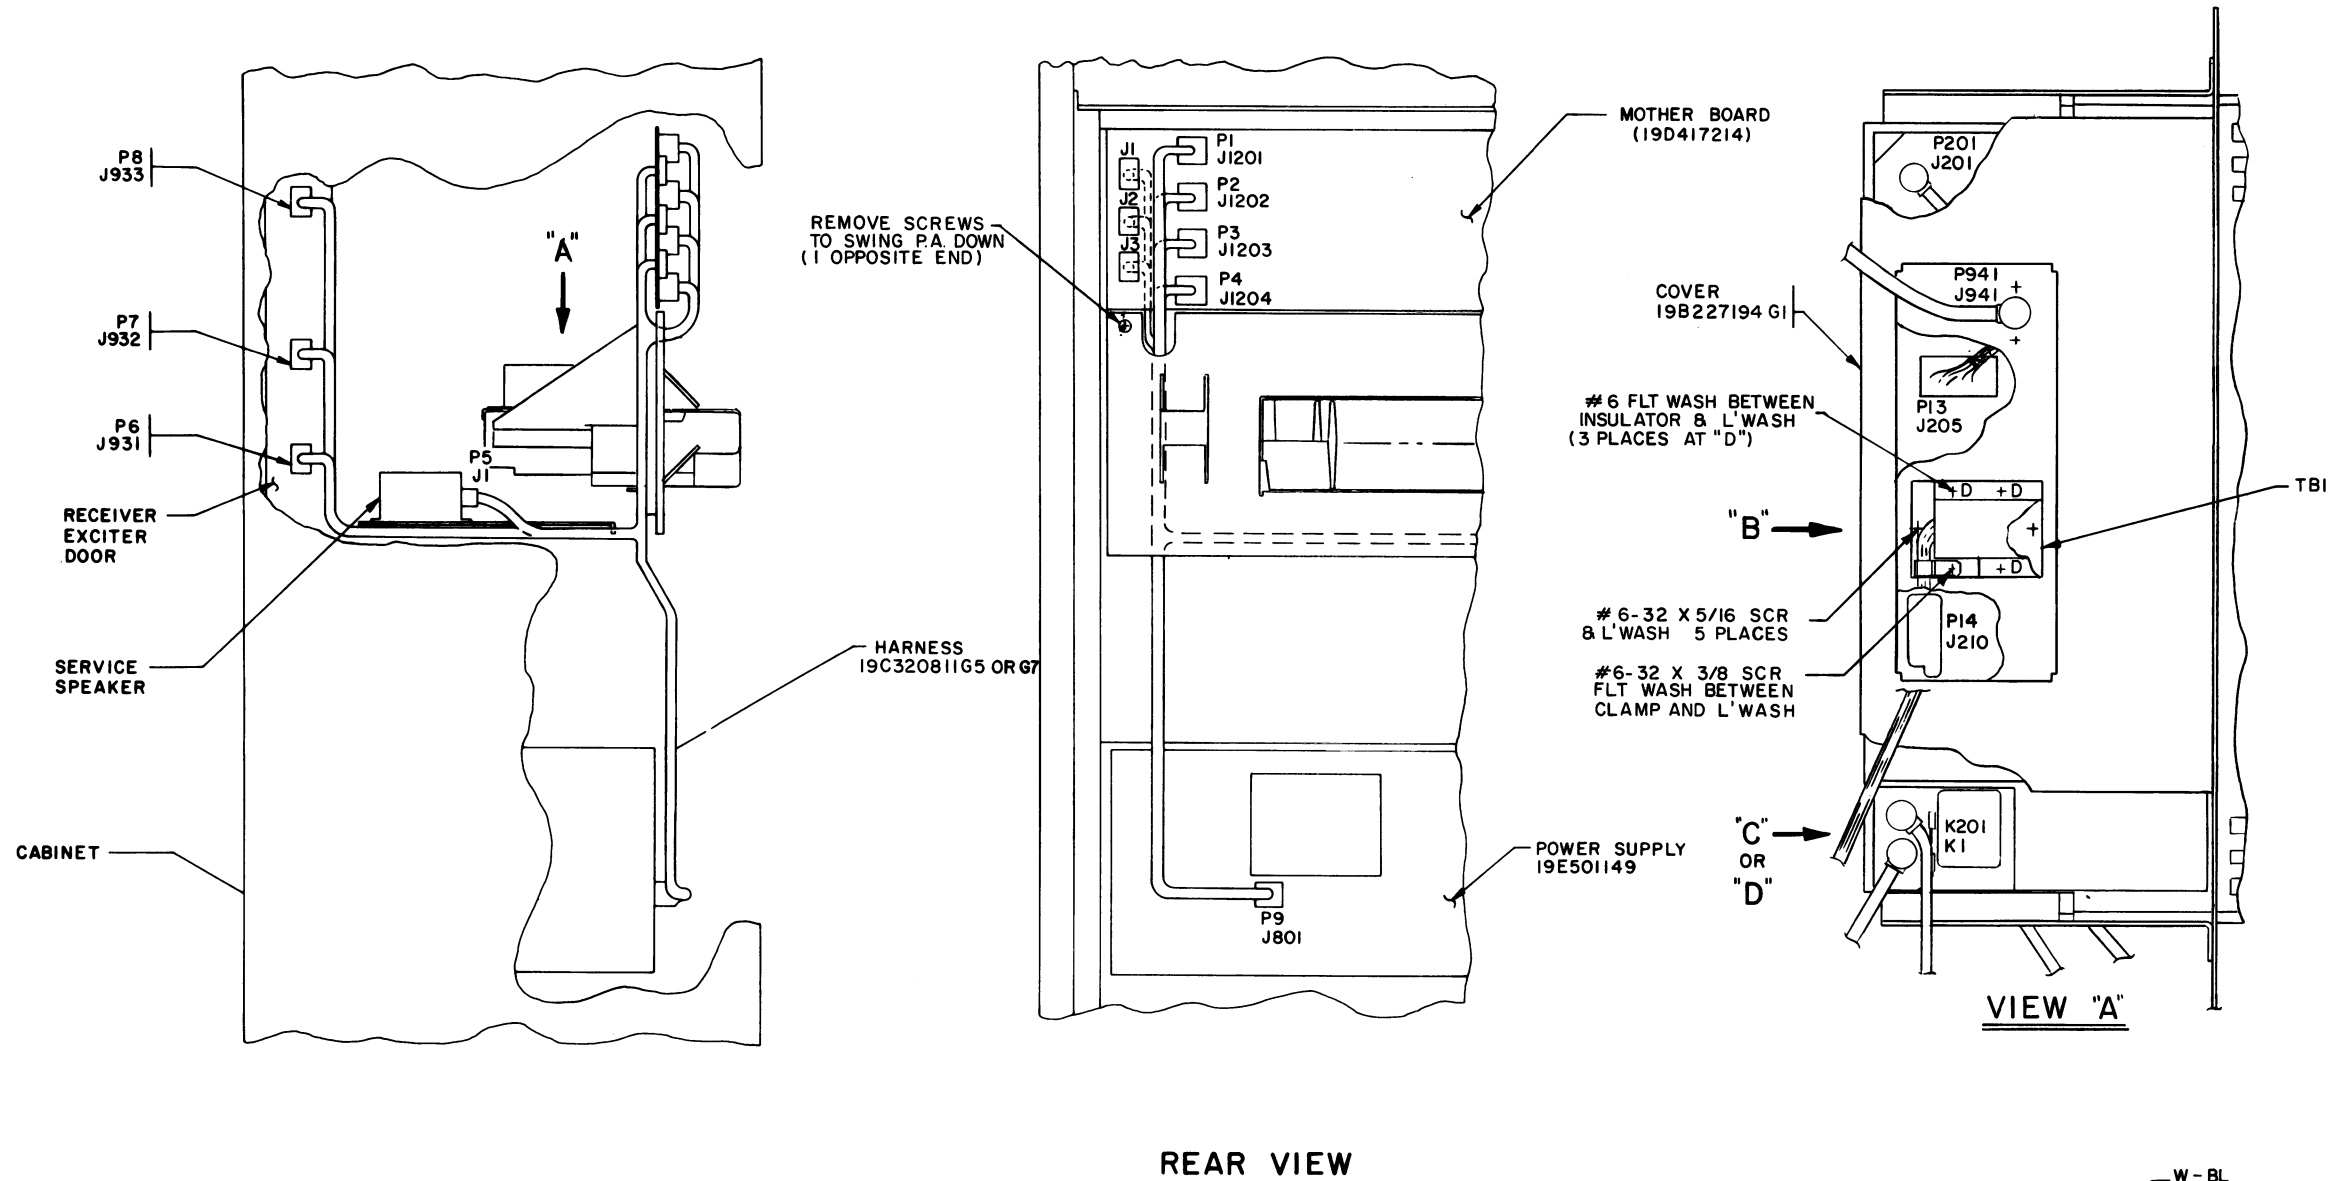 P8
J933
P7
J932
P6
J931
RECEIVER
EXCITER
DOOR
SERVICE
SPEAKER
CABINET
"A"
P5
J1
HARNESS
19C320811G5 OR G7
REMOVE SCREWS
TO SWING P.A. DOWN
(1 OPPOSITE END)
J1
J2
J3
P1
J1201
P2
J1202
P3
J1203
P4
J1204
MOTHER BOARD
(19D417214)
P9
J801
POWER SUPPLY
19E501149
REAR VIEW
COVER
19B227194 G1
#6 FLT WASH BETWEEN
INSULATOR & L'WASH
(3 PLACES AT "D")
"B"
#6-32 X 5/16 SCR
& L'WASH 5 PLACES
#6-32 X 3/8 SCR
FLT WASH BETWEEN
CLAMP AND L'WASH
"C"
OR
"D"
P201
J201
P941
J941
P13
J205
+D +D
+D
TB1
P14
J210
K201
K1
VIEW "A"
W-BL